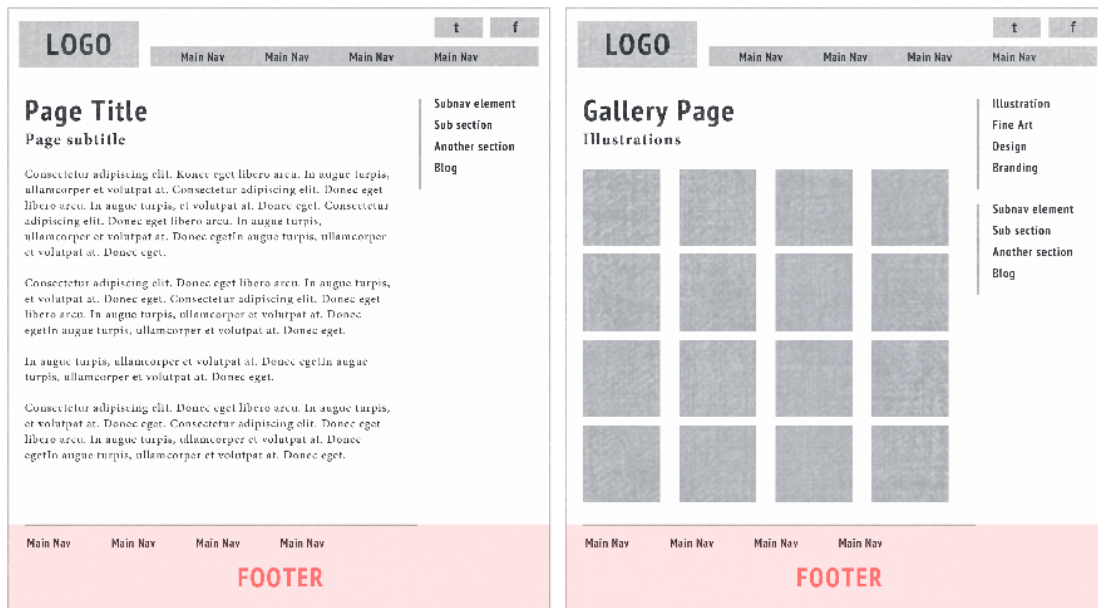 LOGO
t
f
Main Nav Main Nav Main Nav Main Nav
Page Title
Page subtitle
Consectetur adipiscing elit. Konec eget libero arcu. In augue turpis,
ullamcorper et volutpat at. Consectetur adipiscing elit. Donec eget
libero arcu. In augue turpis, et volutpat at. Donec eget. Consectetur
adipiscing elit. Donec eget libero arcu. In augue turpis,
ullamcorper et volutpat at. Donec egetIn augue turpis, ullamcorper
et volutpat at. Donec eget.
Consectetur adipiscing elit. Donec eget libero arcu. In augue turpis,
et volutpat at. Donec eget. Consectetur adipiscing elit. Donec eget
libero arcu. In augue turpis, ullamcorper et volutpat at. Donec
egetIn augue turpis, ullamcorper et volutpat at. Donec eget.
In augue turpis, ullamcorper et volutpat at. Donec egetIn augue
turpis, ullamcorper et volutpat at. Donec eget.
Consectetur adipiscing elit. Donec eget libero arcu. In augue turpis,
et volutpat at. Donec eget. Consectetur adipiscing elit. Donec eget
libero arcu. In augue turpis, ullamcorper et volutpat at. Donec
egetIn augue turpis, ullamcorper et volutpat at. Donec eget.
Subnav element
Sub section
Another section
Blog
Main Nav Main Nav Main Nav Main Nav
FOOTER
LOGO
t
f
Main Nav Main Nav Main Nav Main Nav
Gallery Page
Illustrations
Illustration
Fine Art
Design
Branding
Subnav element
Sub section
Another section
Blog
Main Nav Main Nav Main Nav Main Nav
FOOTER